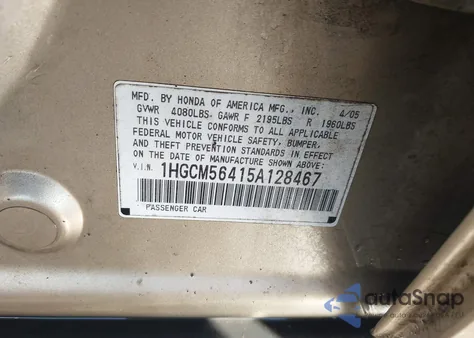 MFD. BY HONDA OF AMERICA MFG., INC. 4/05
GVWR 4080LBS GAWR F 2195LBS R 1960LBS
THIS VEHICLE CONFORMS TO ALL APPLICABLE
FEDERAL MOTOR VEHICLE SAFETY, BUMPER,
AND THEFT PREVENTION STANDARDS IN EFFECT
ON THE DATE OF MANUFACTURE SHOWN ABOVE.
V.I.N. 1HGCM56415A128467
PASSENGER CAR
autoSnap